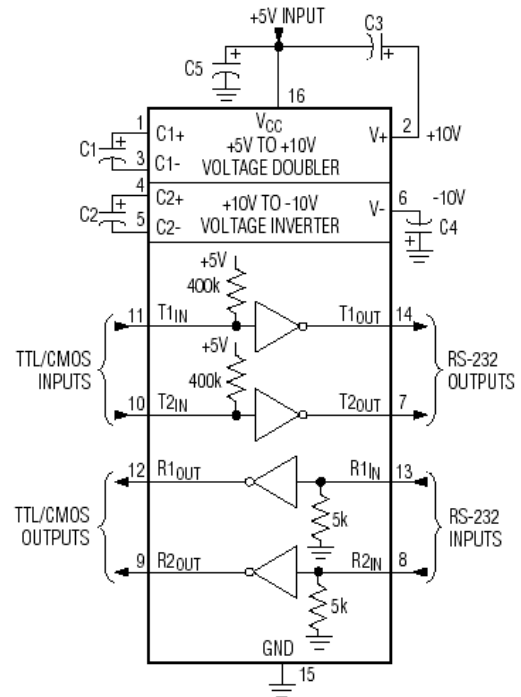 +5V INPUT
C3
+
C5
+
16
VCC
1
C1+
+5V TO +10V
VOLTAGE DOUBLER
V+
2
+10V
C1
+
3
C1-
4
C2+
+10V TO -10V
VOLTAGE INVERTER
V-
6
-10V
C2
+
5
C2-
C4
+
+5V
400k
11
T1IN
T1OUT
14
TTL/CMOS
INPUTS
+5V
400k
RS-232
OUTPUTS
10
T2IN
T2OUT
7
12
R1OUT
R1IN
13
TTL/CMOS
OUTPUTS
5k
RS-232
INPUTS
9
R2OUT
R2IN
8
5k
GND
15